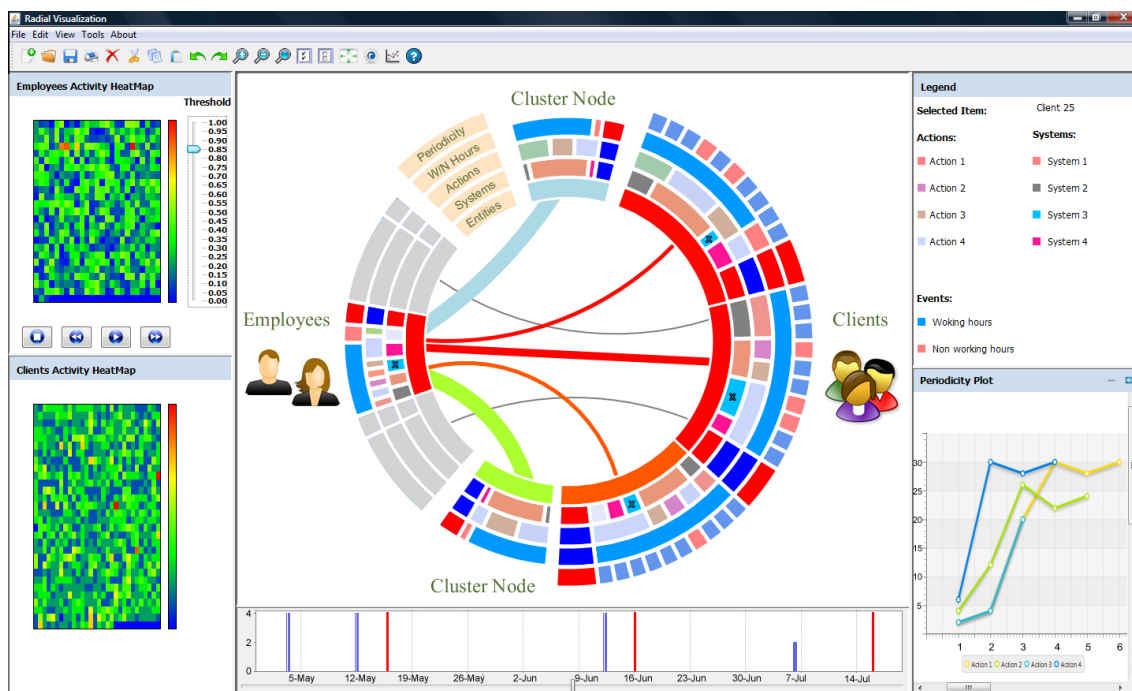 Radial Visualization
File Edit View Tools About
Employees Activity HeatMap
Threshold
1.00
0.95
0.90
0.85
0.80
0.75
0.70
0.65
0.60
0.55
0.50
0.45
0.40
0.35
0.30
0.25
0.20
0.15
0.10
0.05
0.00
Clients Activity HeatMap
Cluster Node
Periodicity
W/N Hours
Actions
Systems
Entities
Employees
Clients
Cluster Node
4
2
0
5-May 12-May 19-May 26-May 2-Jun 9-Jun 16-Jun 23-Jun 30-Jun 7-Jul 14-Jul
Legend
Selected Item: Client 25
Actions: Systems:
Action 1 System 1
Action 2 System 2
Action 3 System 3
Action 4 System 4
Events:
Woking hours
Non working hours
Periodicity Plot
30
25
20
15
10
5
1 2 3 4 5 6
Action 1 Action 2 Action 3 Action 4